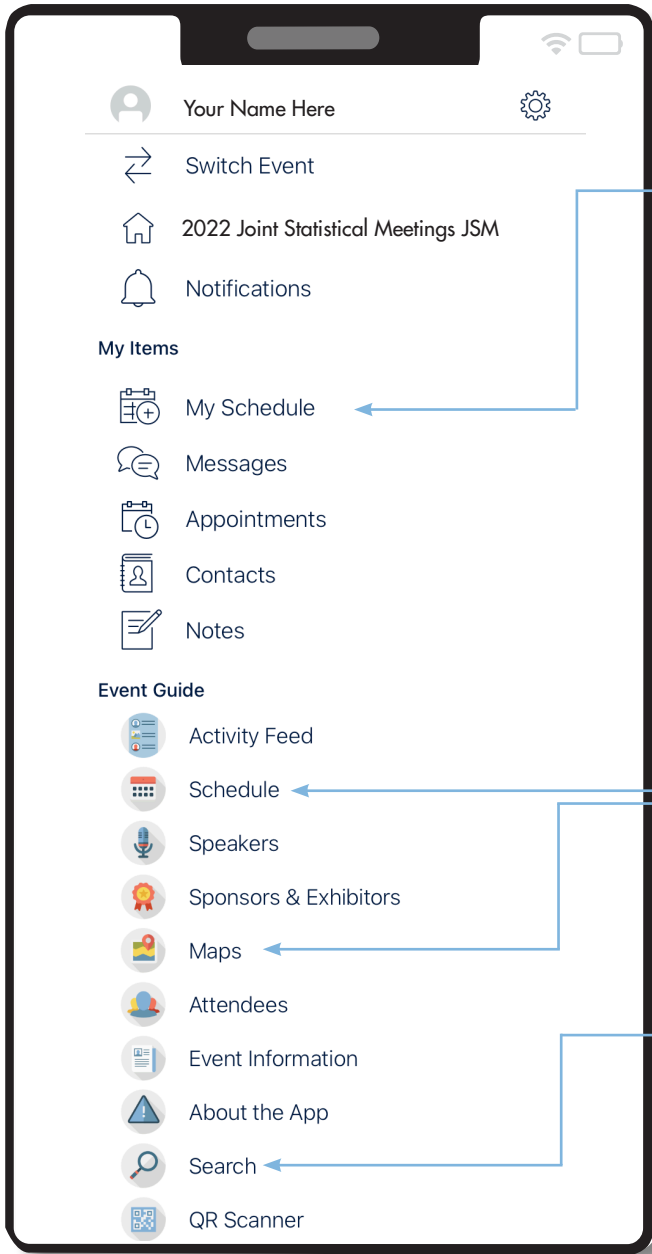 Your Name Here
Switch Event
2022 Joint Statistical Meetings JSM
Notifications
My Items
My Schedule
Messages
Appointments
Contacts
Notes
Event Guide
Activity Feed
Schedule
Speakers
Sponsors & Exhibitors
Maps
Attendees
Event Information
About the App
Search
QR Scanner